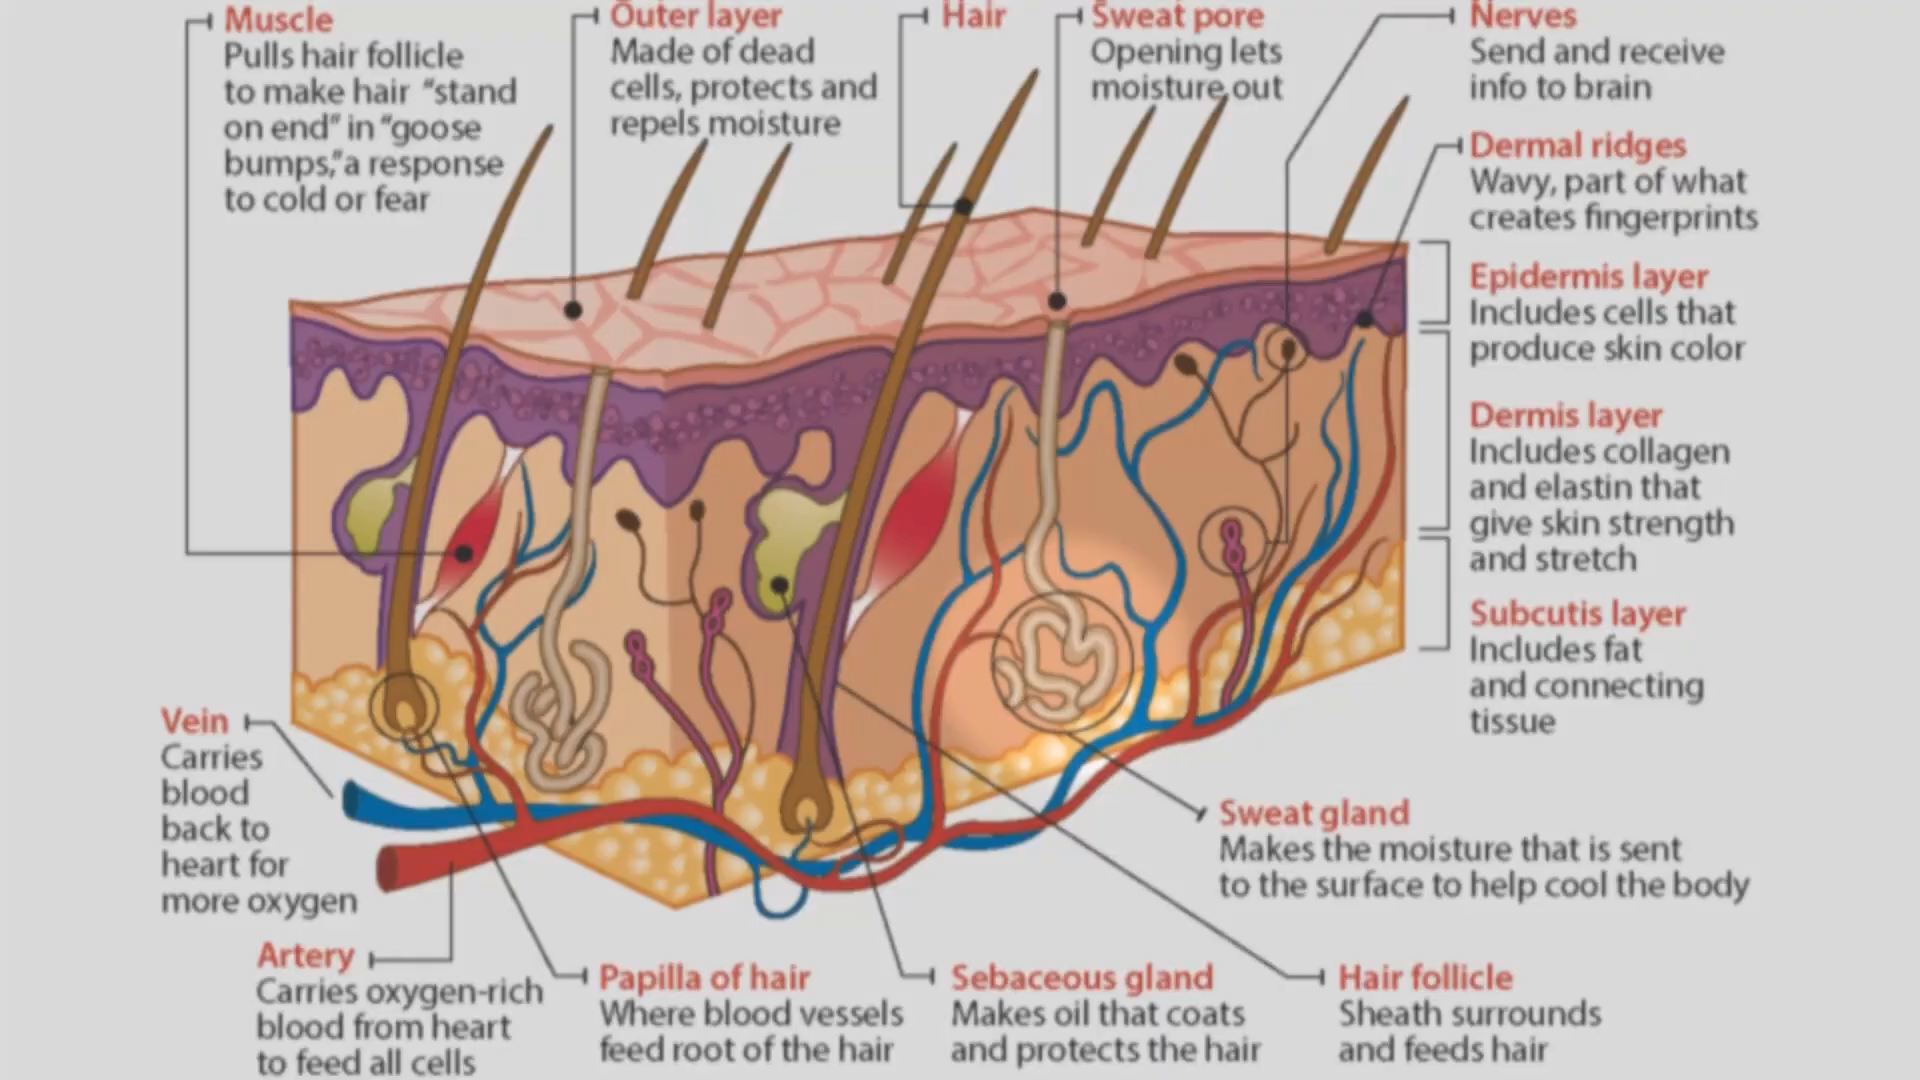 Muscle
Pulls hair follicle
to make hair “stand
on end” in “goose
bumps,” a response
to cold or fear
Outer layer
Made of dead
cells, protects and
repels moisture
Hair
Sweat pore
Opening lets
moisture out
Nerves
Send and receive
info to brain
Dermal ridges
Wavy, part of what
creates fingerprints
Epidermis layer
Includes cells that
produce skin color
Dermis layer
Includes collagen
and elastin that
give skin strength
and stretch
Subcutis layer
Includes fat
and connecting
tissue
Vein
Carries
blood
back to
heart for
more oxygen
Sweat gland
Makes the moisture that is sent
to the surface to help cool the body
Artery
Carries oxygen-rich
blood from heart
to feed all cells
Papilla of hair
Where blood vessels
feed root of the hair
Sebaceous gland
Makes oil that coats
and protects the hair
Hair follicle
Sheath surrounds
and feeds hair